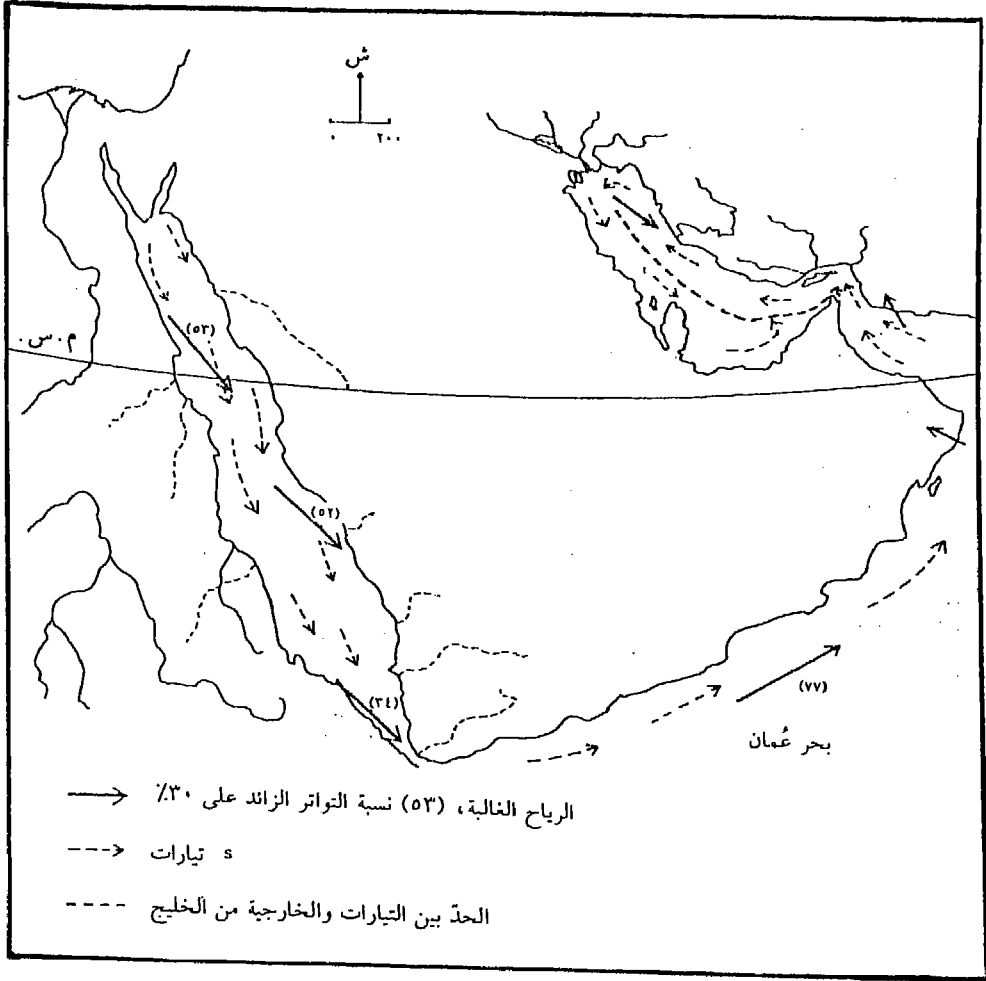 ش
٠ ٢٠٠
م.س.
(٥٣)
(٥٢)
(٣٤)
(٧٧)
بحر عُمان
الرياح الغالبة، (٥٣) نسبة التواتر الزائد على ٣٠٪
s تيارات
الحدّ بين التيارات والخارجية من الخليج